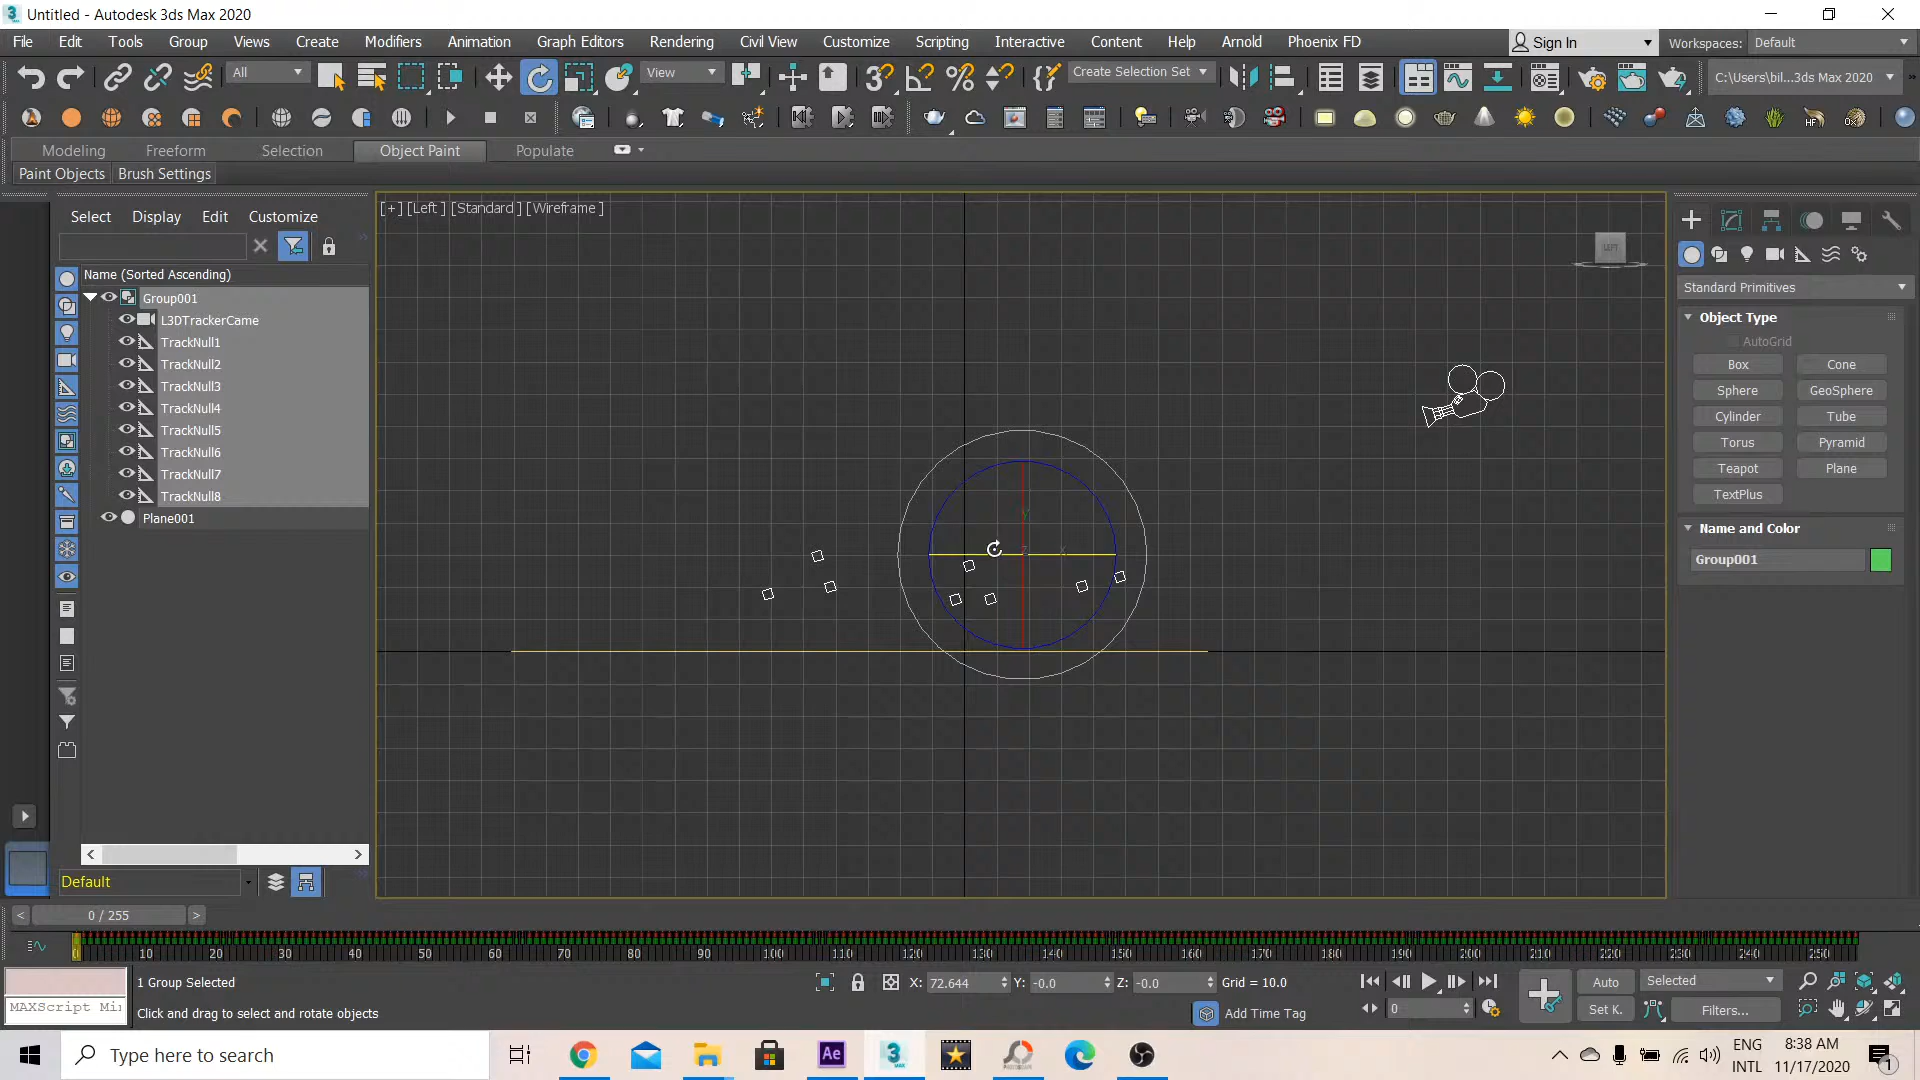 Untitled - Autodesk 3ds Max 2020
File Edit Tools Group Views Create Modifiers Animation Graph Editors Rendering Civil View Customize Scripting Interactive Content Help Arnold Phoenix FD Sign In Workspaces: Default
All View Create Selection Set C:\Users\bil...3ds Max 2020
Modeling Freeform Selection Object Paint Populate
Paint Objects Brush Settings
Select Display Edit Customize
Name (Sorted Ascending)
Group001
L3DTrackerCame
TrackNull1
TrackNull2
TrackNull3
TrackNull4
TrackNull5
TrackNull6
TrackNull7
TrackNull8
Plane001
Default
[+] [Left ] [Standard ] [Wireframe ]
LEFT
Standard Primitives
Object Type
AutoGrid
Box Cone
Sphere GeoSphere
Cylinder Tube
Torus Pyramid
Teapot Plane
TextPlus
Name and Color
Group001
0 / 255
0 10 20 30 40 50 60 70 80 90 100 110 120 130 140 150 160 170 180 190 200 210 220 230 240 250
1 Group Selected X: 72.644 Y: -0.0 Z: -0.0 Grid = 10.0 Auto Selected
MAXScript Mi
Click and drag to select and rotate objects Add Time Tag 0 Set K. Filters...
Type here to search
Ae
MAX
ENG
INTL
8:38 AM
11/17/2020
1